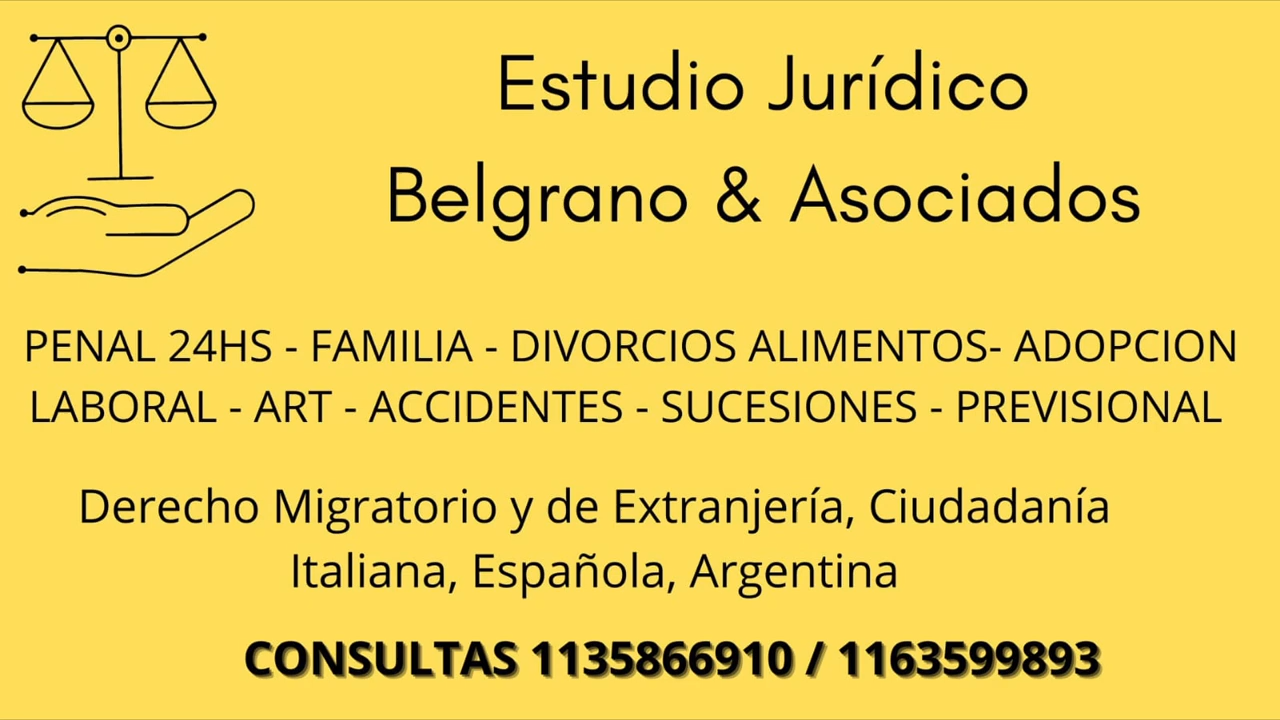 Estudio Jurídico
Belgrano & Asociados
PENAL 24HS - FAMILIA - DIVORCIOS ALIMENTOS- ADOPCION
LABORAL - ART - ACCIDENTES - SUCESIONES - PREVISIONAL
Derecho Migratorio y de Extranjería, Ciudadanía
Italiana, Española, Argentina
CONSULTAS 1135866910 / 1163599893